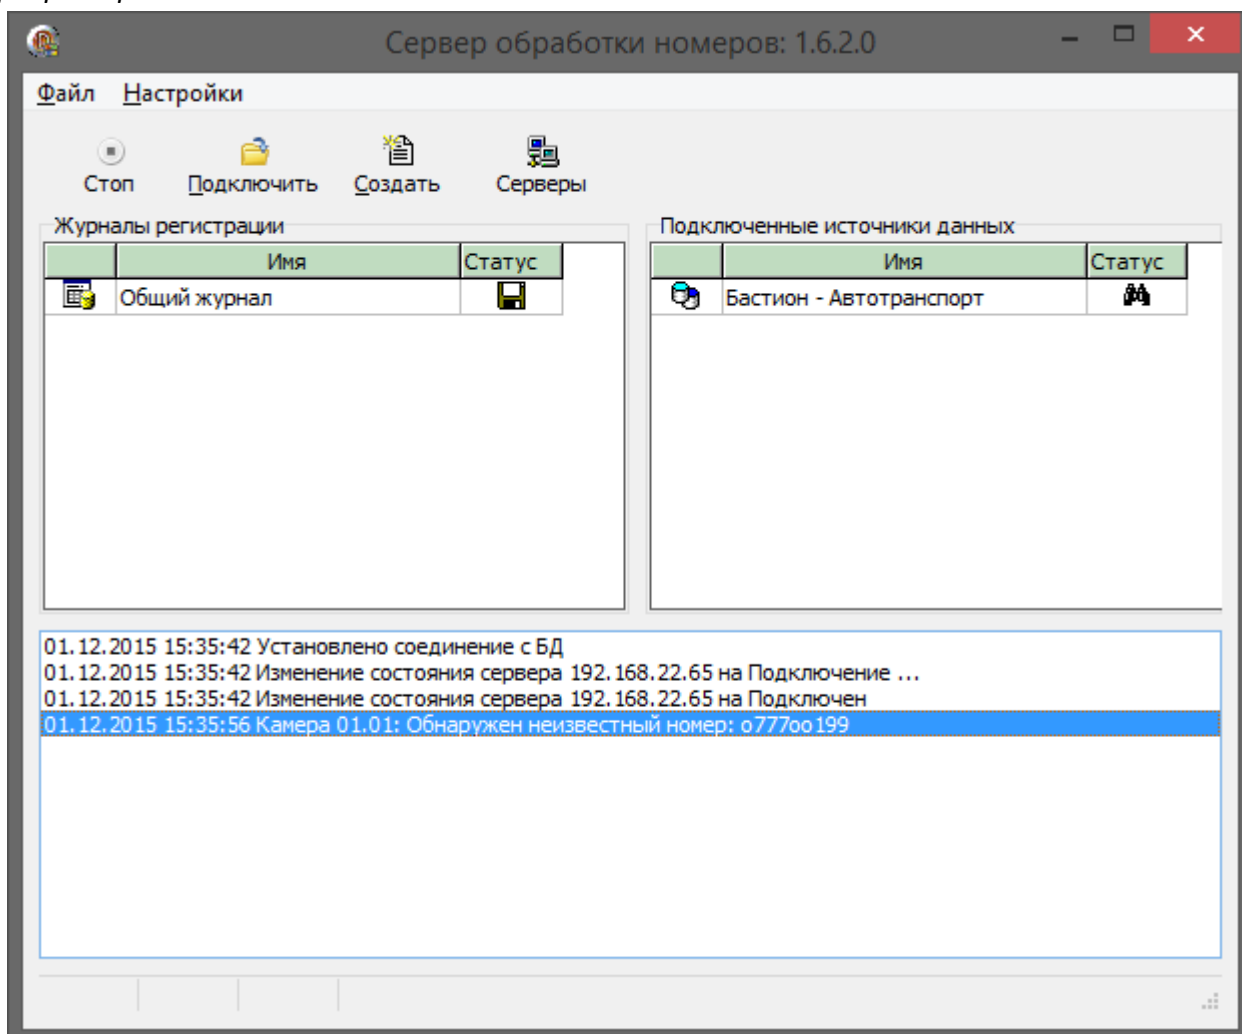 Сервер обработки номеров: 1.6.2.0
Файл Настройки
Стоп Подключить Создать Серверы
Журналы регистрации Подключенные источники данных
Имя Статус Имя Статус
Общий журнал Бастион - Автотранспорт
01.12.2015 15:35:42 Установлено соединение с БД
01.12.2015 15:35:42 Изменение состояния сервера 192.168.22.65 на Подключение ...
01.12.2015 15:35:42 Изменение состояния сервера 192.168.22.65 на Подключен
01.12.2015 15:35:56 Камера 01.01: Обнаружен неизвестный номер: о777оо199